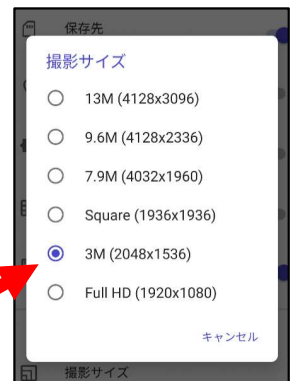 保存先
撮影サイズ
13M (4128x3096)
9.6M (4128x2336)
7.9M (4032x1960)
Square (1936x1936)
3M (2048x1536)
Full HD (1920x1080)
キャンセル
撮影サイズ